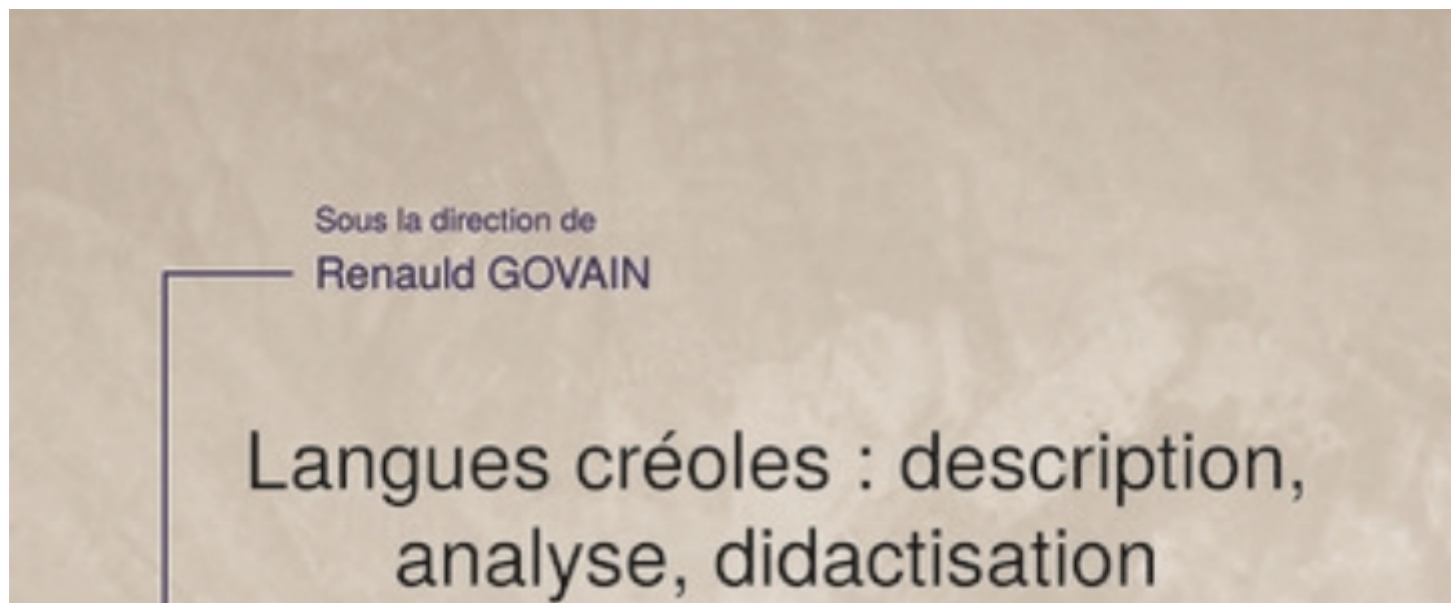 Sous la direction de
Renauld GOVAIN
Langues créoles : description,
analyse, didactisation